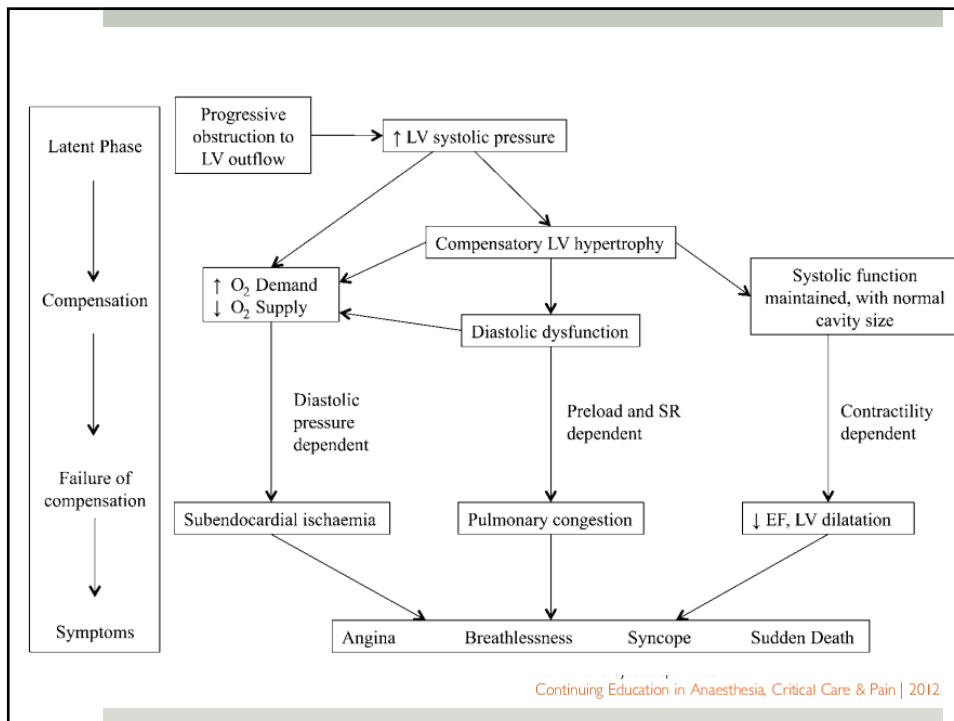 Latent Phase
Compensation
Failure of
compensation
Symptoms
Progressive
obstruction to
LV outflow
↑ LV systolic pressure
Compensatory LV hypertrophy
↑ O₂ Demand
↓ O₂ Supply
Diastolic dysfunction
Systolic function
maintained, with normal
cavity size
Diastolic
pressure
dependent
Preload and SR
dependent
Contractility
dependent
Subendocardial ischaemia
Pulmonary congestion
↓ EF, LV dilatation
Angina Breathlessness Syncope Sudden Death
Continuing Education in Anaesthesia, Critical Care & Pain | 2012